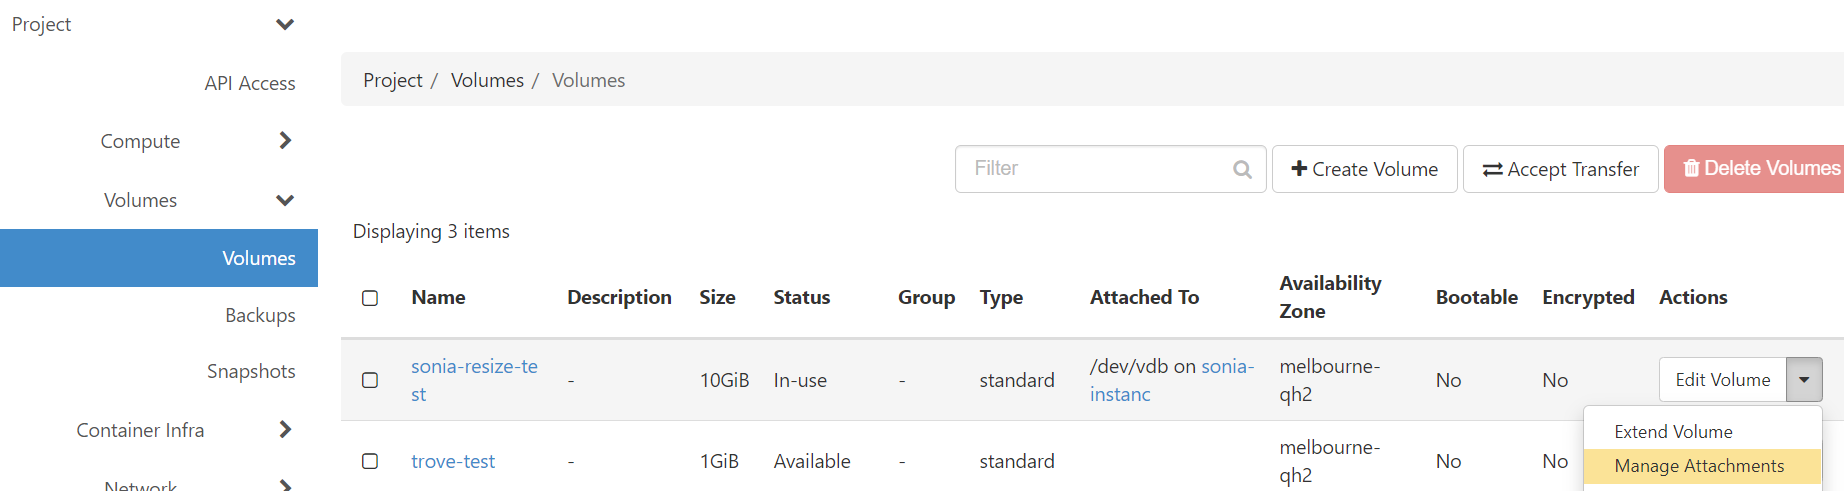 Project
API Access
Compute
Volumes
Volumes
Backups
Snapshots
Container Infra
Network
Project / Volumes / Volumes
Filter
Create Volume
Accept Transfer
Delete Volumes
Displaying 3 items
Name Description Size Status Group Type Attached To Availability Zone Bootable Encrypted Actions
sonia-resize-te
st
- 10GiB In-use - standard
/dev/vdb on sonia-
instanc
melbourne-
qh2
No No Edit Volume
Extend Volume
Manage Attachments
trove-test - 1GiB Available - standard
melbourne-
qh2
No No